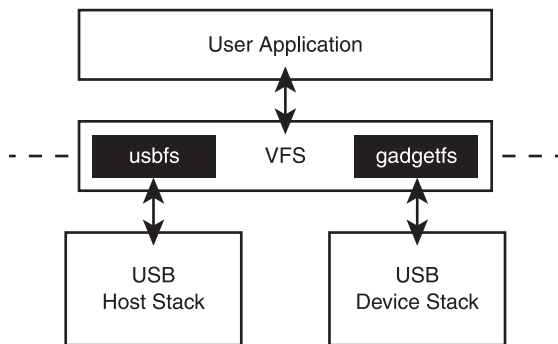 User Application
usbfs
VFS
gadgetfs
USB
Host Stack
USB
Device Stack